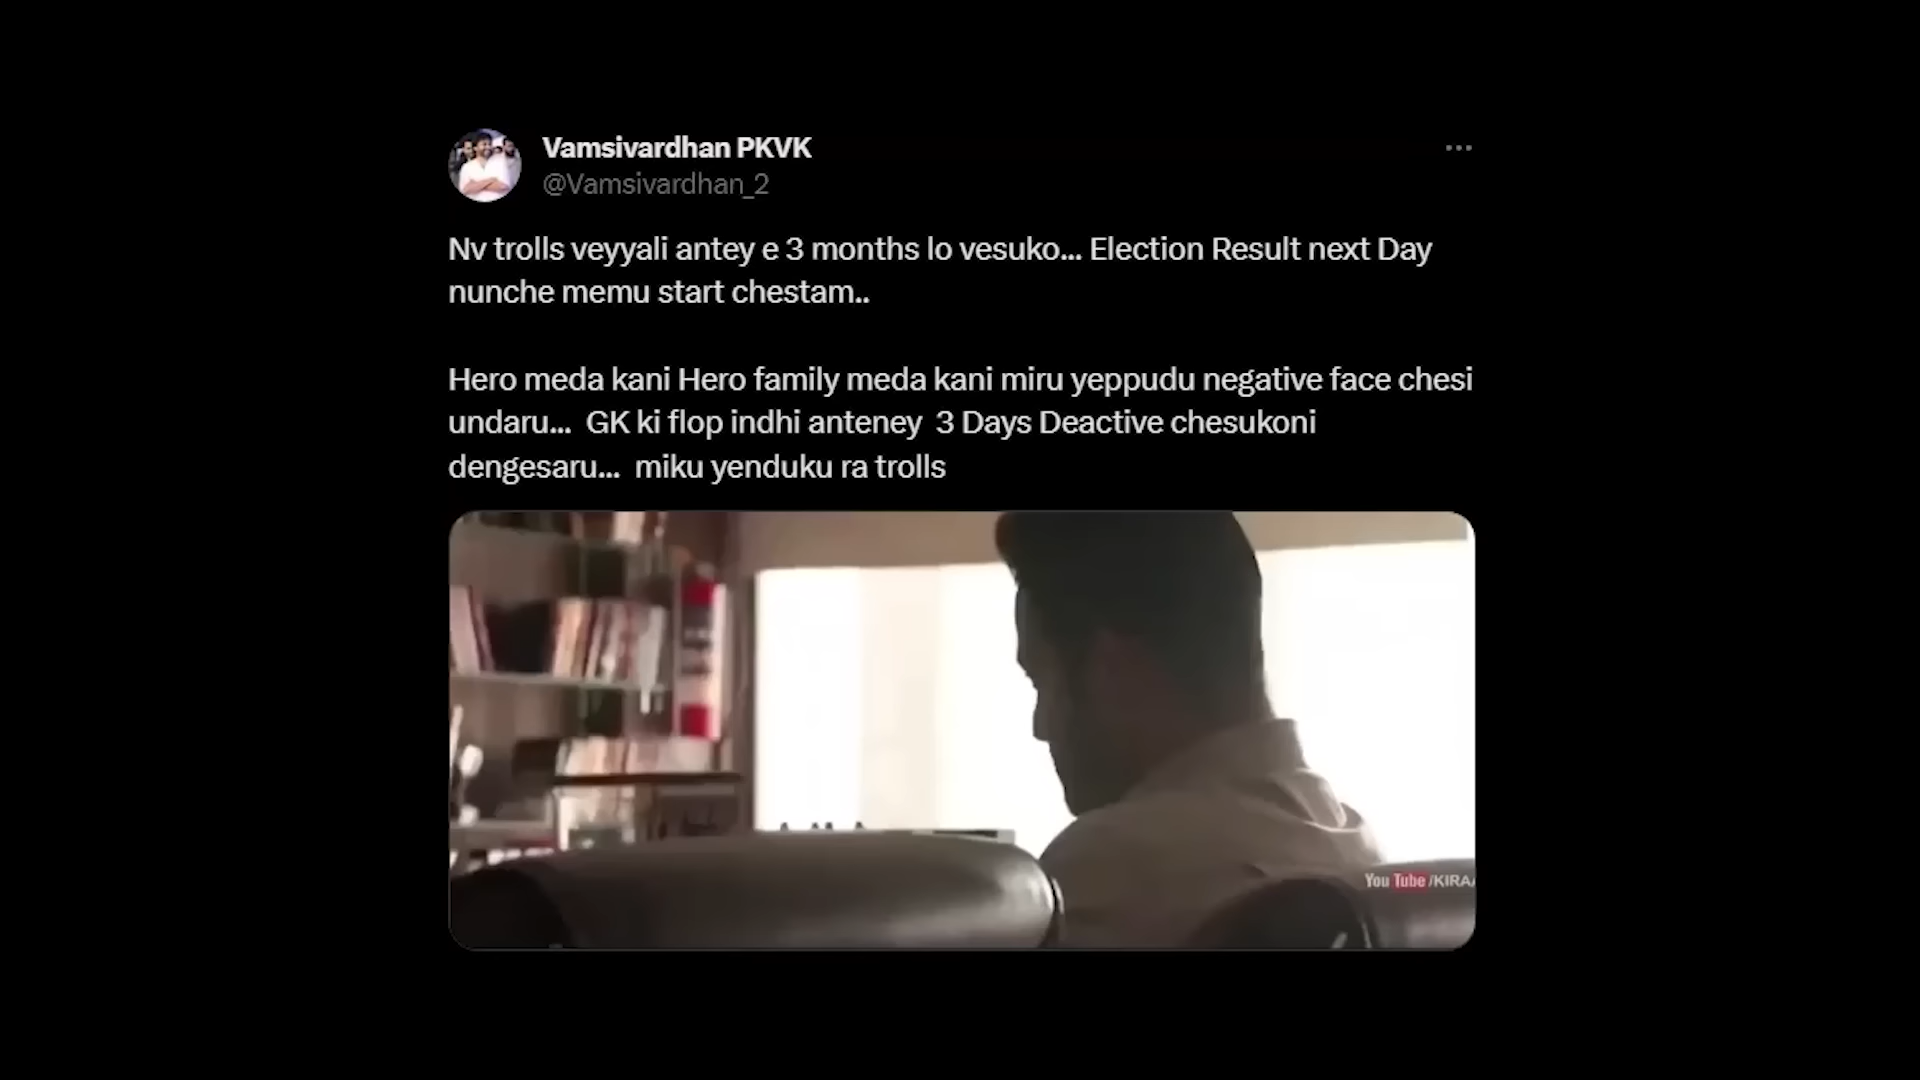 Vamsivardhan PKVK
@Vamsivardhan_2
Nv trolls veyyali antey e 3 months lo vesuko... Election Result next Day
nunche memu start chestam..
Hero meda kani Hero family meda kani miru yeppudu negative face chesi
undaru... GK ki flop indhi anteney 3 Days Deactive chesukoni
dengesaru... miku yenduku ra trolls
You Tube /KIRA